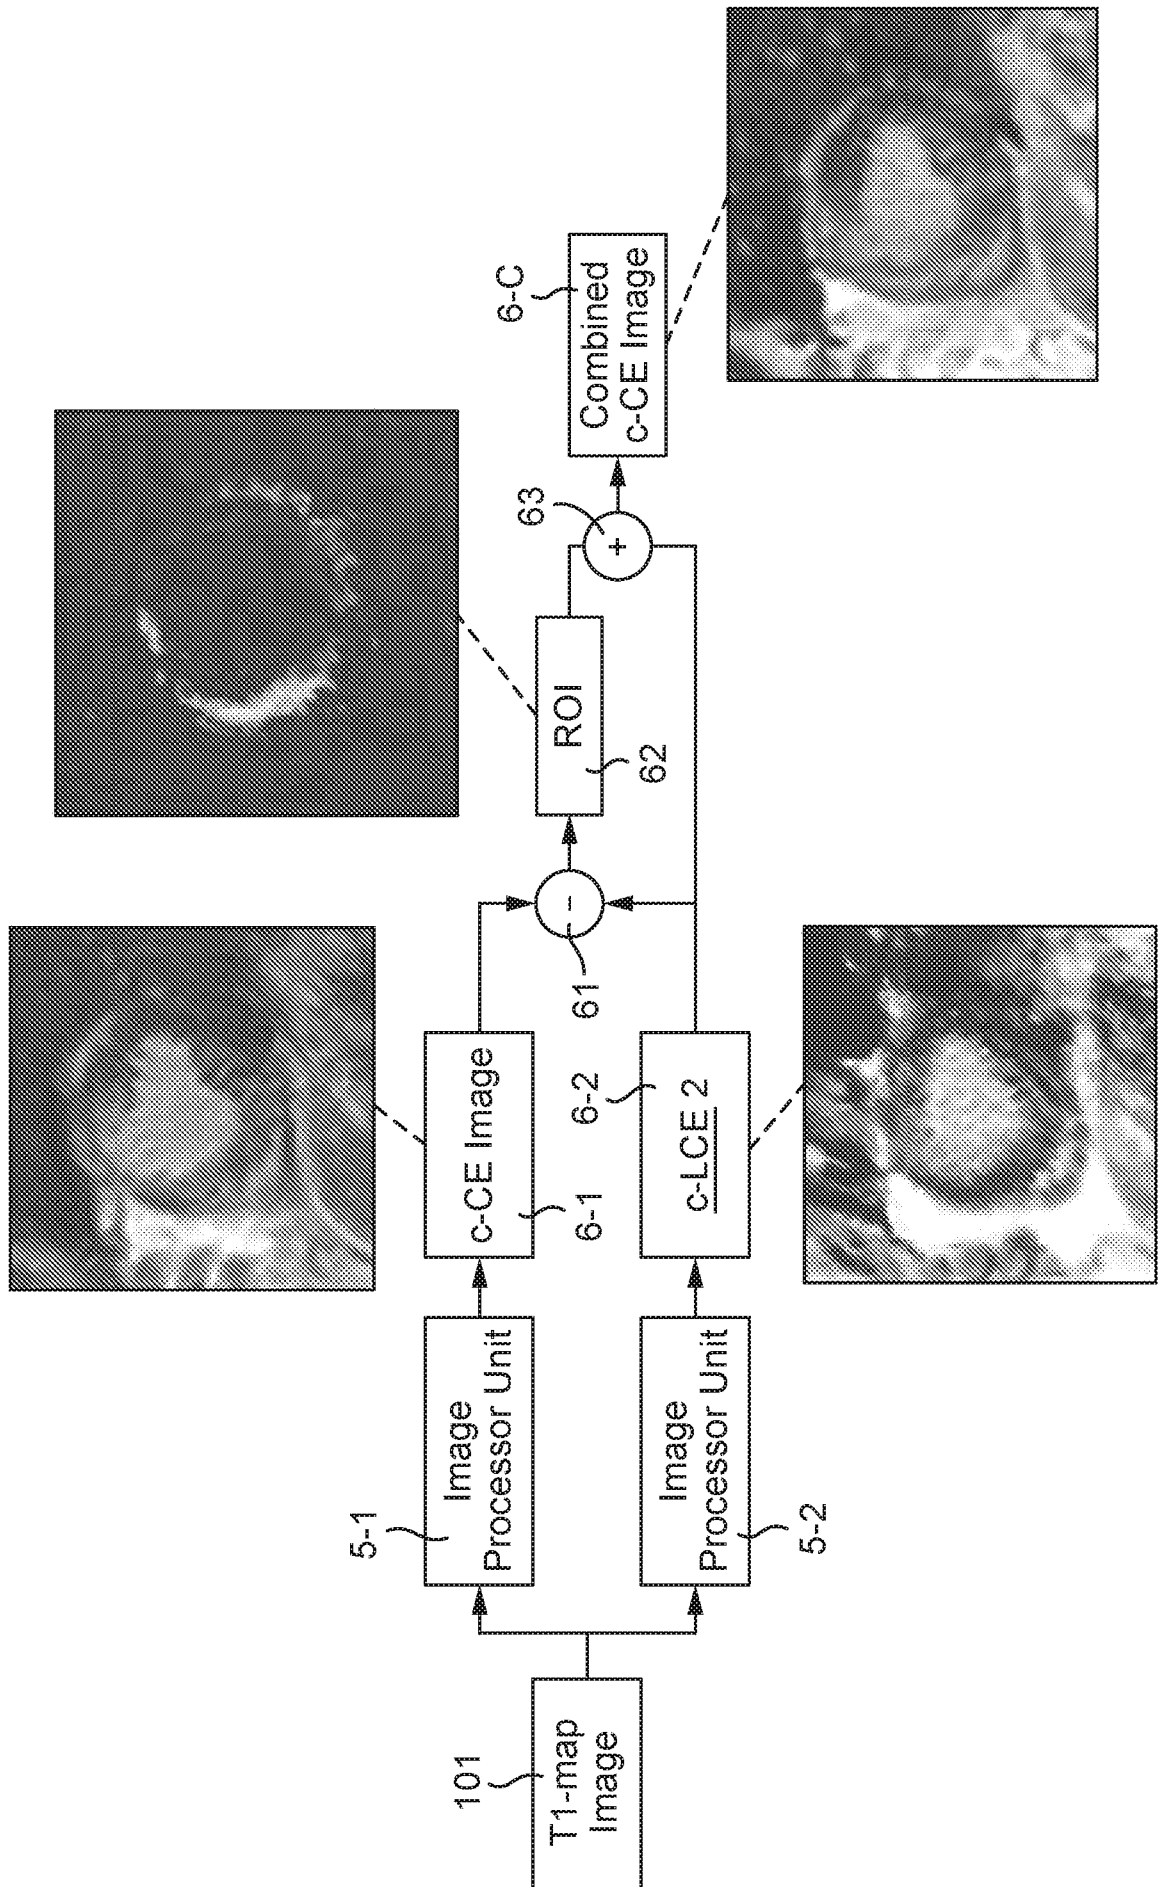 101
T1-map
Image
5-1
Image
Processor Unit
5-2
Image
Processor Unit
c-CE Image
6-1
6-2
c-LCE 2
61
-
ROI
62
63
+
6-C
Combined
c-CE Image